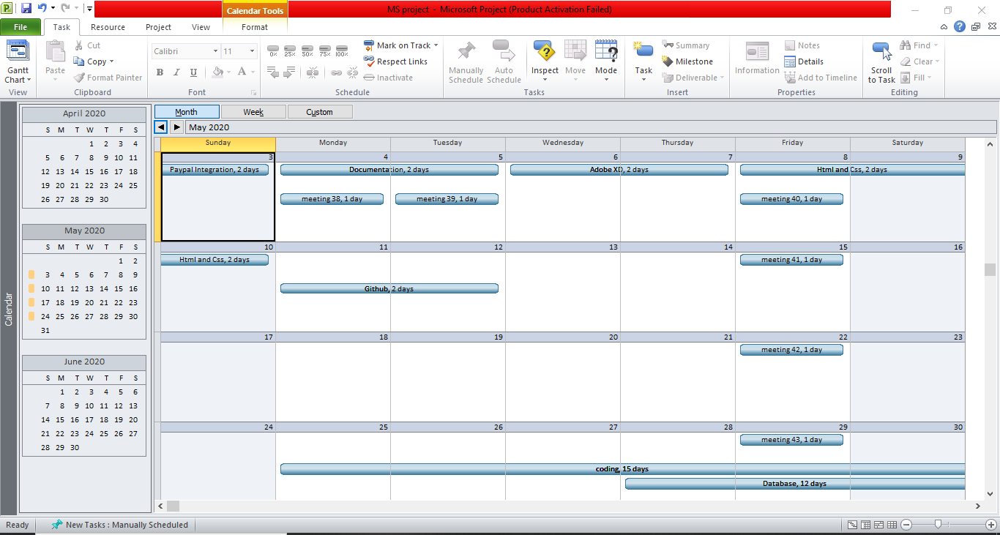 MS project - Microsoft Project (Product Activation Failed)
Calendar Tools
File Task Resource Project View Format
Gantt Chart
View
Paste
Cut
Copy
Format Painter
Clipboard
Calibri 11
B I U A
Font
0% 25% 50% 75% 100%
Mark on Track
Respect Links
Inactivate
Schedule
Manually Schedule
Auto Schedule
Inspect
Move
Mode
Tasks
Task
Summary
Milestone
Deliverable
Insert
Information
Notes
Details
Add to Timeline
Properties
Scroll to Task
Find
Clear
Fill
Editing
Calendar
April 2020
S M T W T F S
1 2 3 4
5 6 7 8 9 10 11
12 13 14 15 16 17 18
19 20 21 22 23 24 25
26 27 28 29 30
May 2020
S M T W T F S
1 2
3 4 5 6 7 8 9
10 11 12 13 14 15 16
17 18 19 20 21 22 23
24 25 26 27 28 29 30
31
June 2020
S M T W T F S
1 2 3 4 5 6
7 8 9 10 11 12 13
14 15 16 17 18 19 20
21 22 23 24 25 26 27
28 29 30
Month Week Custom
May 2020
Sunday Monday Tuesday Wednesday Thursday Friday Saturday
3 4 5 6 7 8 9
Paypal Integration, 2 days Documentation, 2 days Adobe XD, 2 days Html and Css, 2 days
meeting 38, 1 day meeting 39, 1 day meeting 40, 1 day
10 11 12 13 14 15 16
Html and Css, 2 days meeting 41, 1 day
Github, 2 days
17 18 19 20 21 22 23
meeting 42, 1 day
24 25 26 27 28 29 30
meeting 43, 1 day
coding, 15 days
Database, 12 days
Ready New Tasks : Manually Scheduled